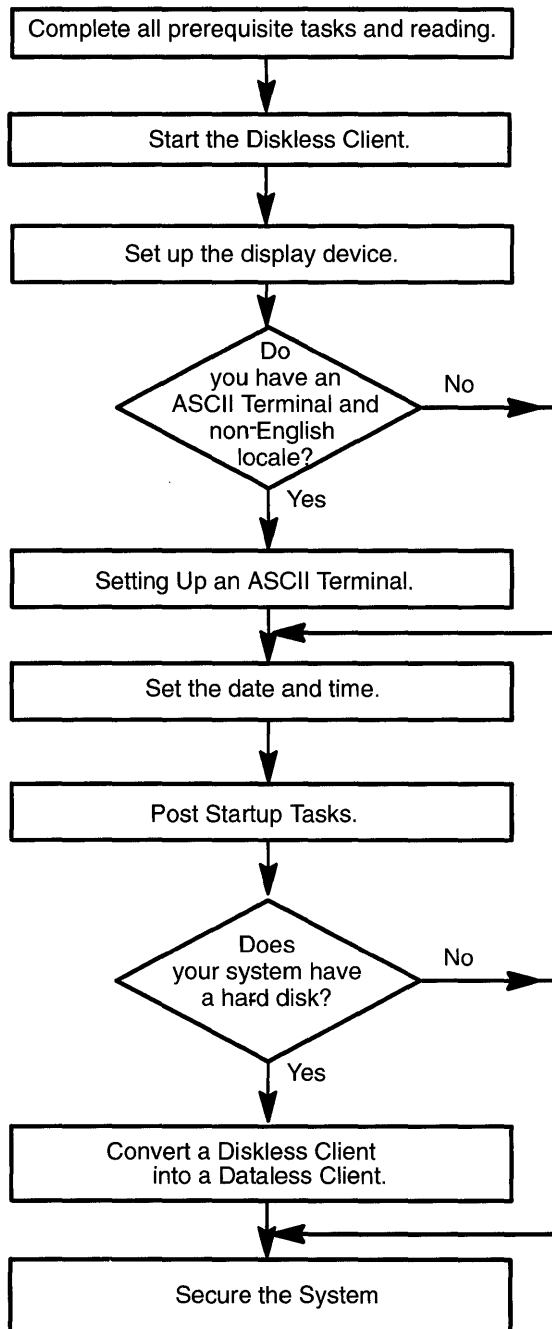 Complete all prerequisite tasks and reading.
Start the Diskless Client.
Set up the display device.
Do
you have an
ASCII Terminal and
non-English
locale?
No
Yes
Setting Up an ASCII Terminal.
Set the date and time.
Post Startup Tasks.
Does
your system have
a hard disk?
No
Yes
Convert a Diskless Client
into a Dataless Client.
Secure the System